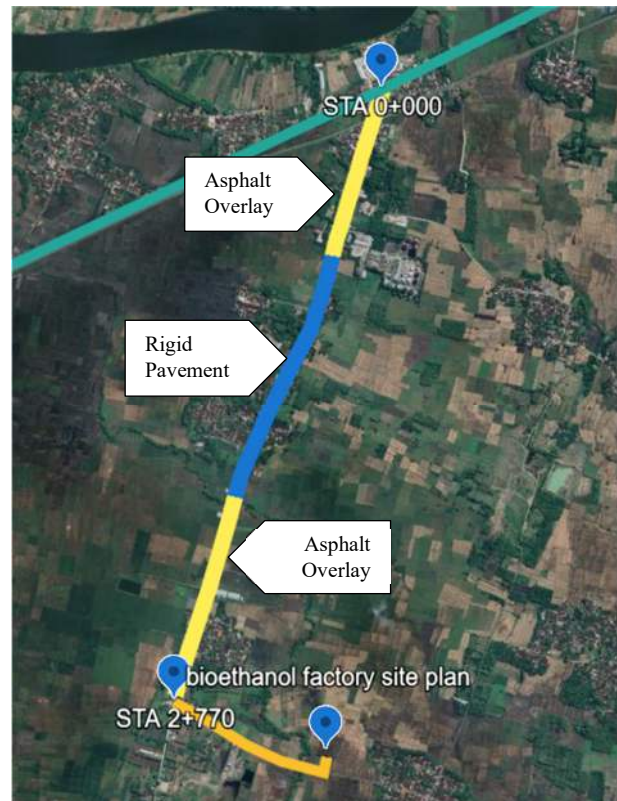 STA 0+000
Asphalt
Overlay
Rigid
Pavement
Asphalt
Overlay
bioethanol factory site plan
STA 2+770